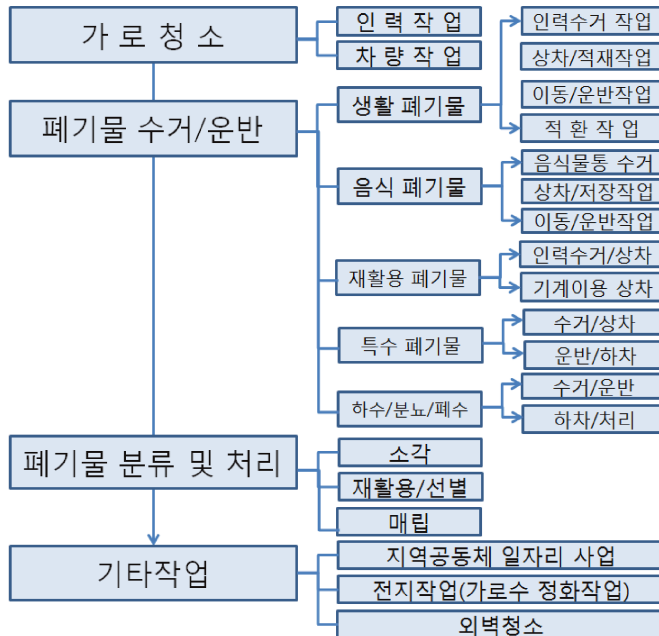 가 로 청 소
인 력 작 업
차 량 작 업
폐기물 수거/운반
생활 폐기물
인력수거 작업
상차/적재작업
이동/운반작업
적 환 작 업
음식 폐기물
음식물통 수거
상차/저장작업
이동/운반작업
재활용 폐기물
인력수거/상차
기계이용 상차
특수 폐기물
수거/상차
운반/하차
하수/분뇨/폐수
수거/운반
하차/처리
폐기물 분류 및 처리
소각
재활용/선별
매립
기타작업
지역공동체 일자리 사업
전지작업(가로수 정화작업)
외벽청소